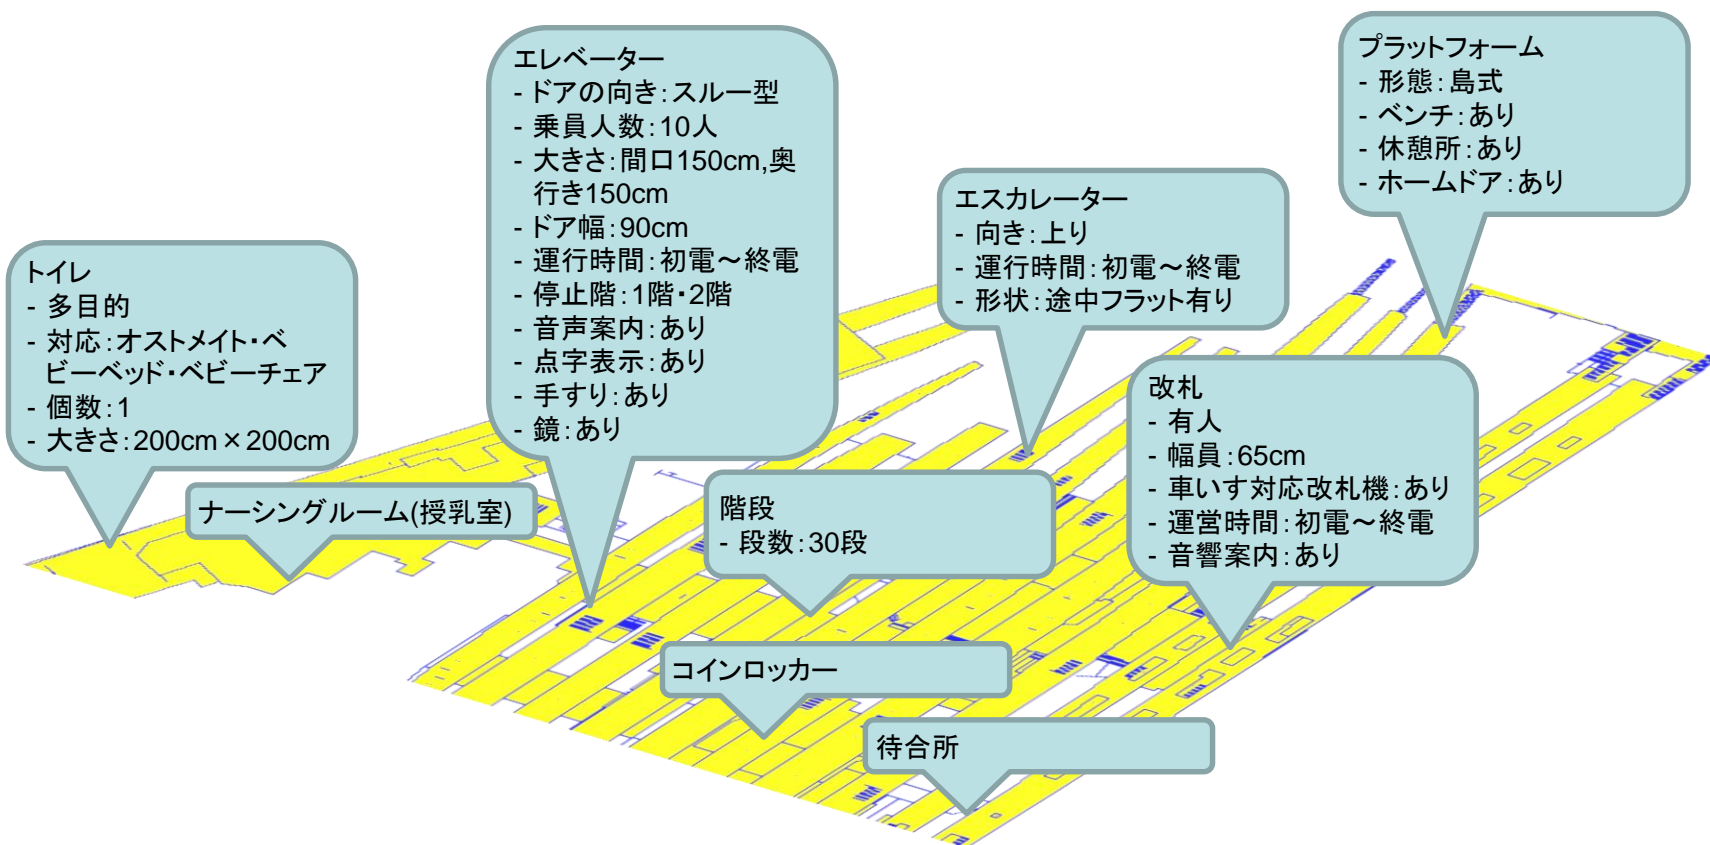 エレベーター
- ドアの向き:スルー型
- 乗員人数:10人
- 大きさ:間口150cm,奥
行き150cm
- ドア幅:90cm
- 運行時間:初電～終電
- 停止階:1階・2階
- 音声案内:あり
- 点字表示:あり
- 手すり:あり
- 鏡:あり
プラットフォーム
- 形態:島式
- ベンチ:あり
- 休憩所:あり
- ホームドア:あり
エスカレーター
- 向き:上り
- 運行時間:初電～終電
- 形状:途中フラット有り
トイレ
- 多目的
- 対応:オストメイト・ベ
ビーベッド・ベビーチェア
- 個数:1
- 大きさ:200cm×200cm
改札
- 有人
- 幅員:65cm
- 車いす対応改札機:あり
- 運営時間:初電～終電
- 音響案内:あり
ナーシングルーム(授乳室)
階段
- 段数:30段
コインロッカー
待合所